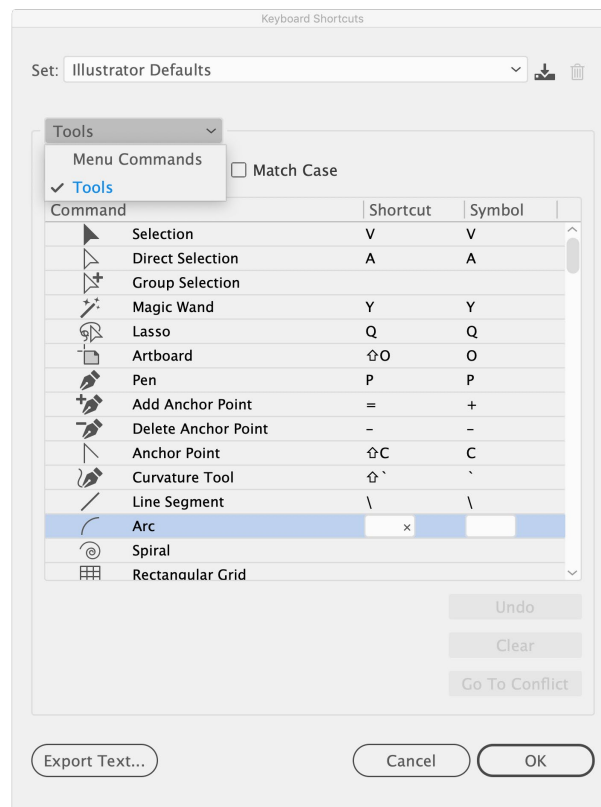 Keyboard Shortcuts
Set: Illustrator Defaults
Tools
Menu Commands
Match Case
Tools
Command Shortcut Symbol
Selection V V
Direct Selection A A
Group Selection
Magic Wand Y Y
Lasso Q Q
Artboard ⇧O O
Pen P P
Add Anchor Point = +
Delete Anchor Point – –
Anchor Point ⇧C C
Curvature Tool ⇧` `
Line Segment \ \
Arc
Spiral
Rectangular Grid
Undo
Clear
Go To Conflict
Export Text... Cancel OK